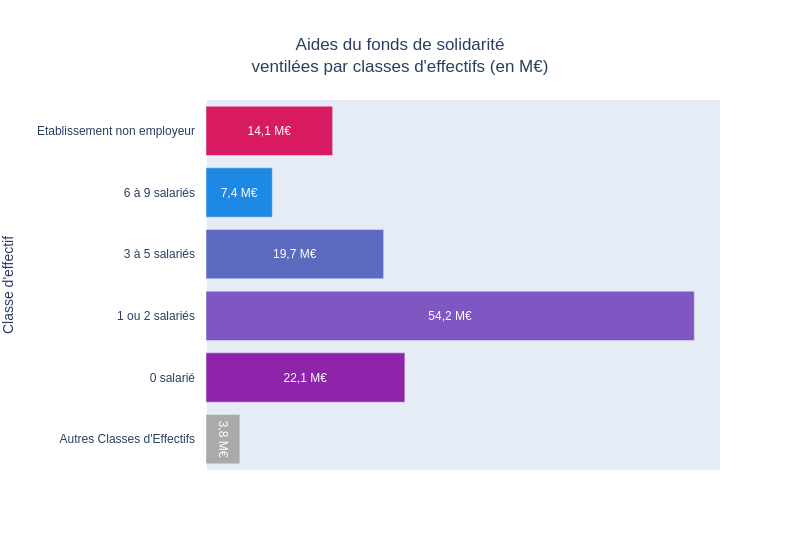 Aides du fonds de solidarité
ventilées par classes d'effectifs (en M€)
Classe d'effectif
Etablissement non employeur
14,1 M€
6 à 9 salariés
7,4 M€
3 à 5 salariés
19,7 M€
1 ou 2 salariés
54,2 M€
0 salarié
22,1 M€
Autres Classes d'Effectifs
3,8 M€